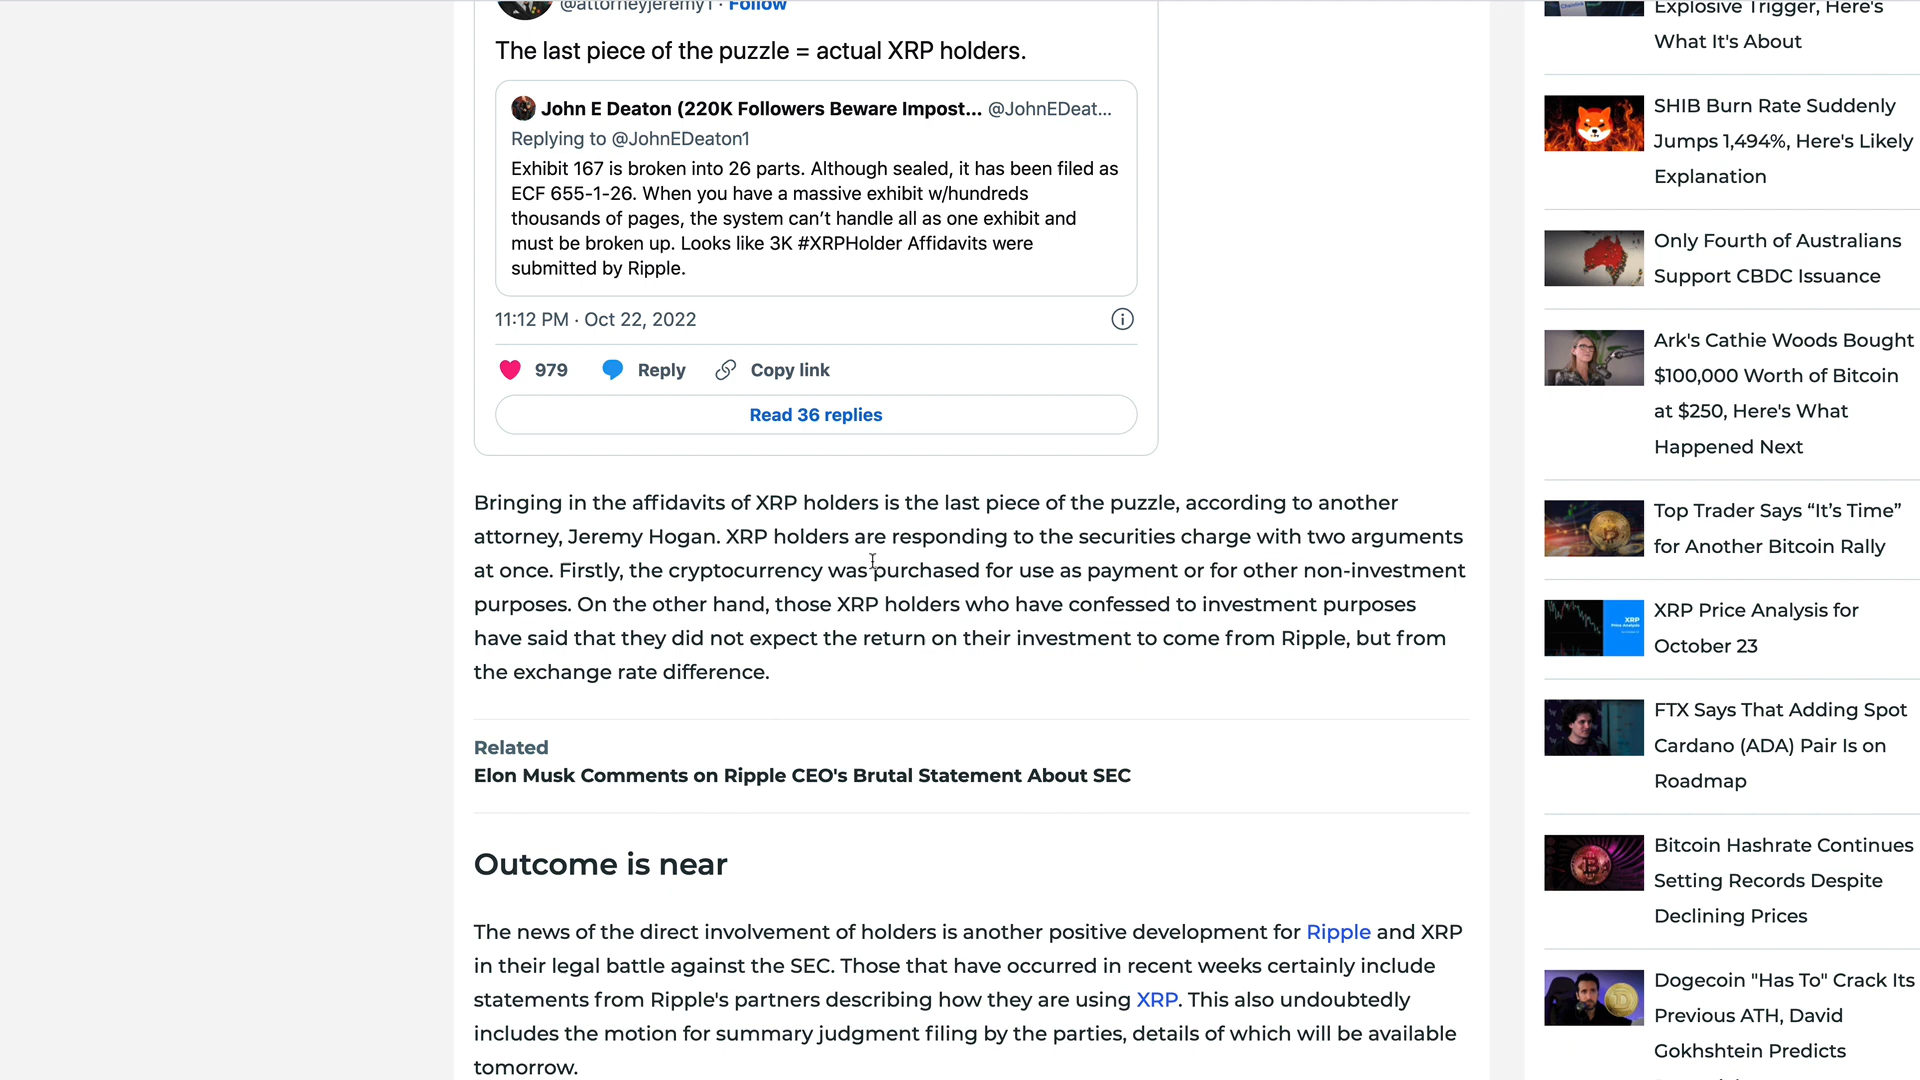 @attorneyjeremy1 · Follow
The last piece of the puzzle = actual XRP holders.
John E Deaton (220K Followers Beware Impost... @JohnEDeat...
Replying to @JohnEDeaton1
Exhibit 167 is broken into 26 parts. Although sealed, it has been filed as
ECF 655-1-26. When you have a massive exhibit w/hundreds
thousands of pages, the system can't handle all as one exhibit and
must be broken up. Looks like 3K #XRPHolder Affidavits were
submitted by Ripple.
11:12 PM · Oct 22, 2022
979 Reply Copy link
Read 36 replies
Bringing in the affidavits of XRP holders is the last piece of the puzzle, according to another
attorney, Jeremy Hogan. XRP holders are responding to the securities charge with two arguments
at once. Firstly, the cryptocurrency was purchased for use as payment or for other non-investment
purposes. On the other hand, those XRP holders who have confessed to investment purposes
have said that they did not expect the return on their investment to come from Ripple, but from
the exchange rate difference.
Related
Elon Musk Comments on Ripple CEO's Brutal Statement About SEC
Outcome is near
The news of the direct involvement of holders is another positive development for Ripple and XRP
in their legal battle against the SEC. Those that have occurred in recent weeks certainly include
statements from Ripple's partners describing how they are using XRP. This also undoubtedly
includes the motion for summary judgment filing by the parties, details of which will be available
tomorrow.
Explosive Trigger, Here's
What It's About
SHIB Burn Rate Suddenly
Jumps 1,494%, Here's Likely
Explanation
Only Fourth of Australians
Support CBDC Issuance
Ark's Cathie Woods Bought
$100,000 Worth of Bitcoin
at $250, Here's What
Happened Next
Top Trader Says “It’s Time”
for Another Bitcoin Rally
XRP
XRP Price Analysis for
October 23
FTX Says That Adding Spot
Cardano (ADA) Pair Is on
Roadmap
Bitcoin Hashrate Continues
Setting Records Despite
Declining Prices
Dogecoin "Has To" Crack Its
Previous ATH, David
Gokhshtein Predicts